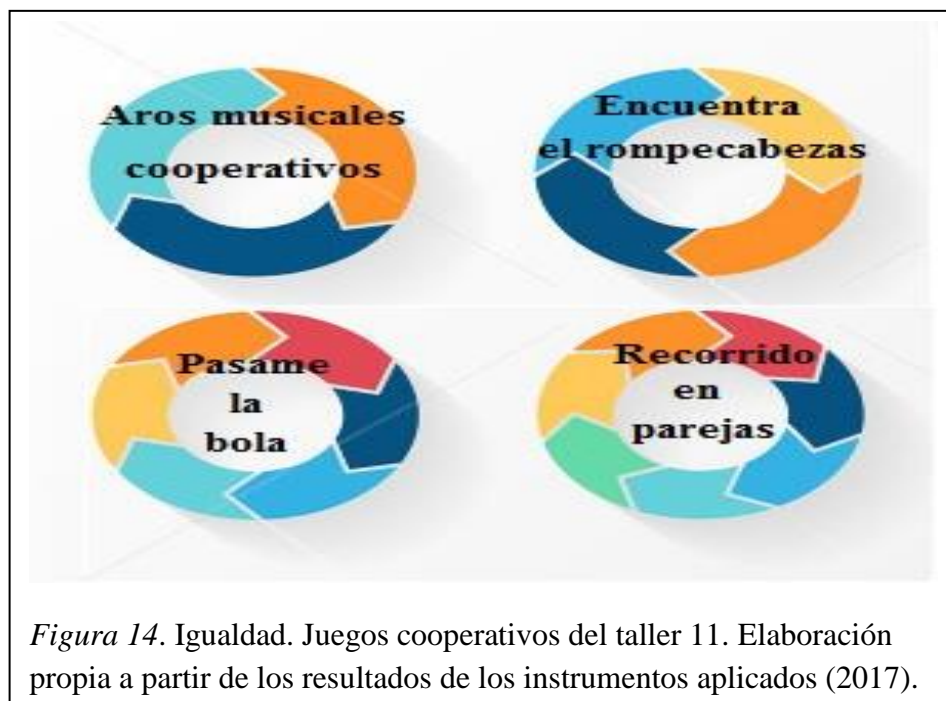 Aros musicales
cooperativos
Encuentra
el rompecabezas
Pasame
la
bola
Recorrido
en
parejas
Figura 14. Igualdad. Juegos cooperativos del taller 11. Elaboración
propia a partir de los resultados de los instrumentos aplicados (2017).